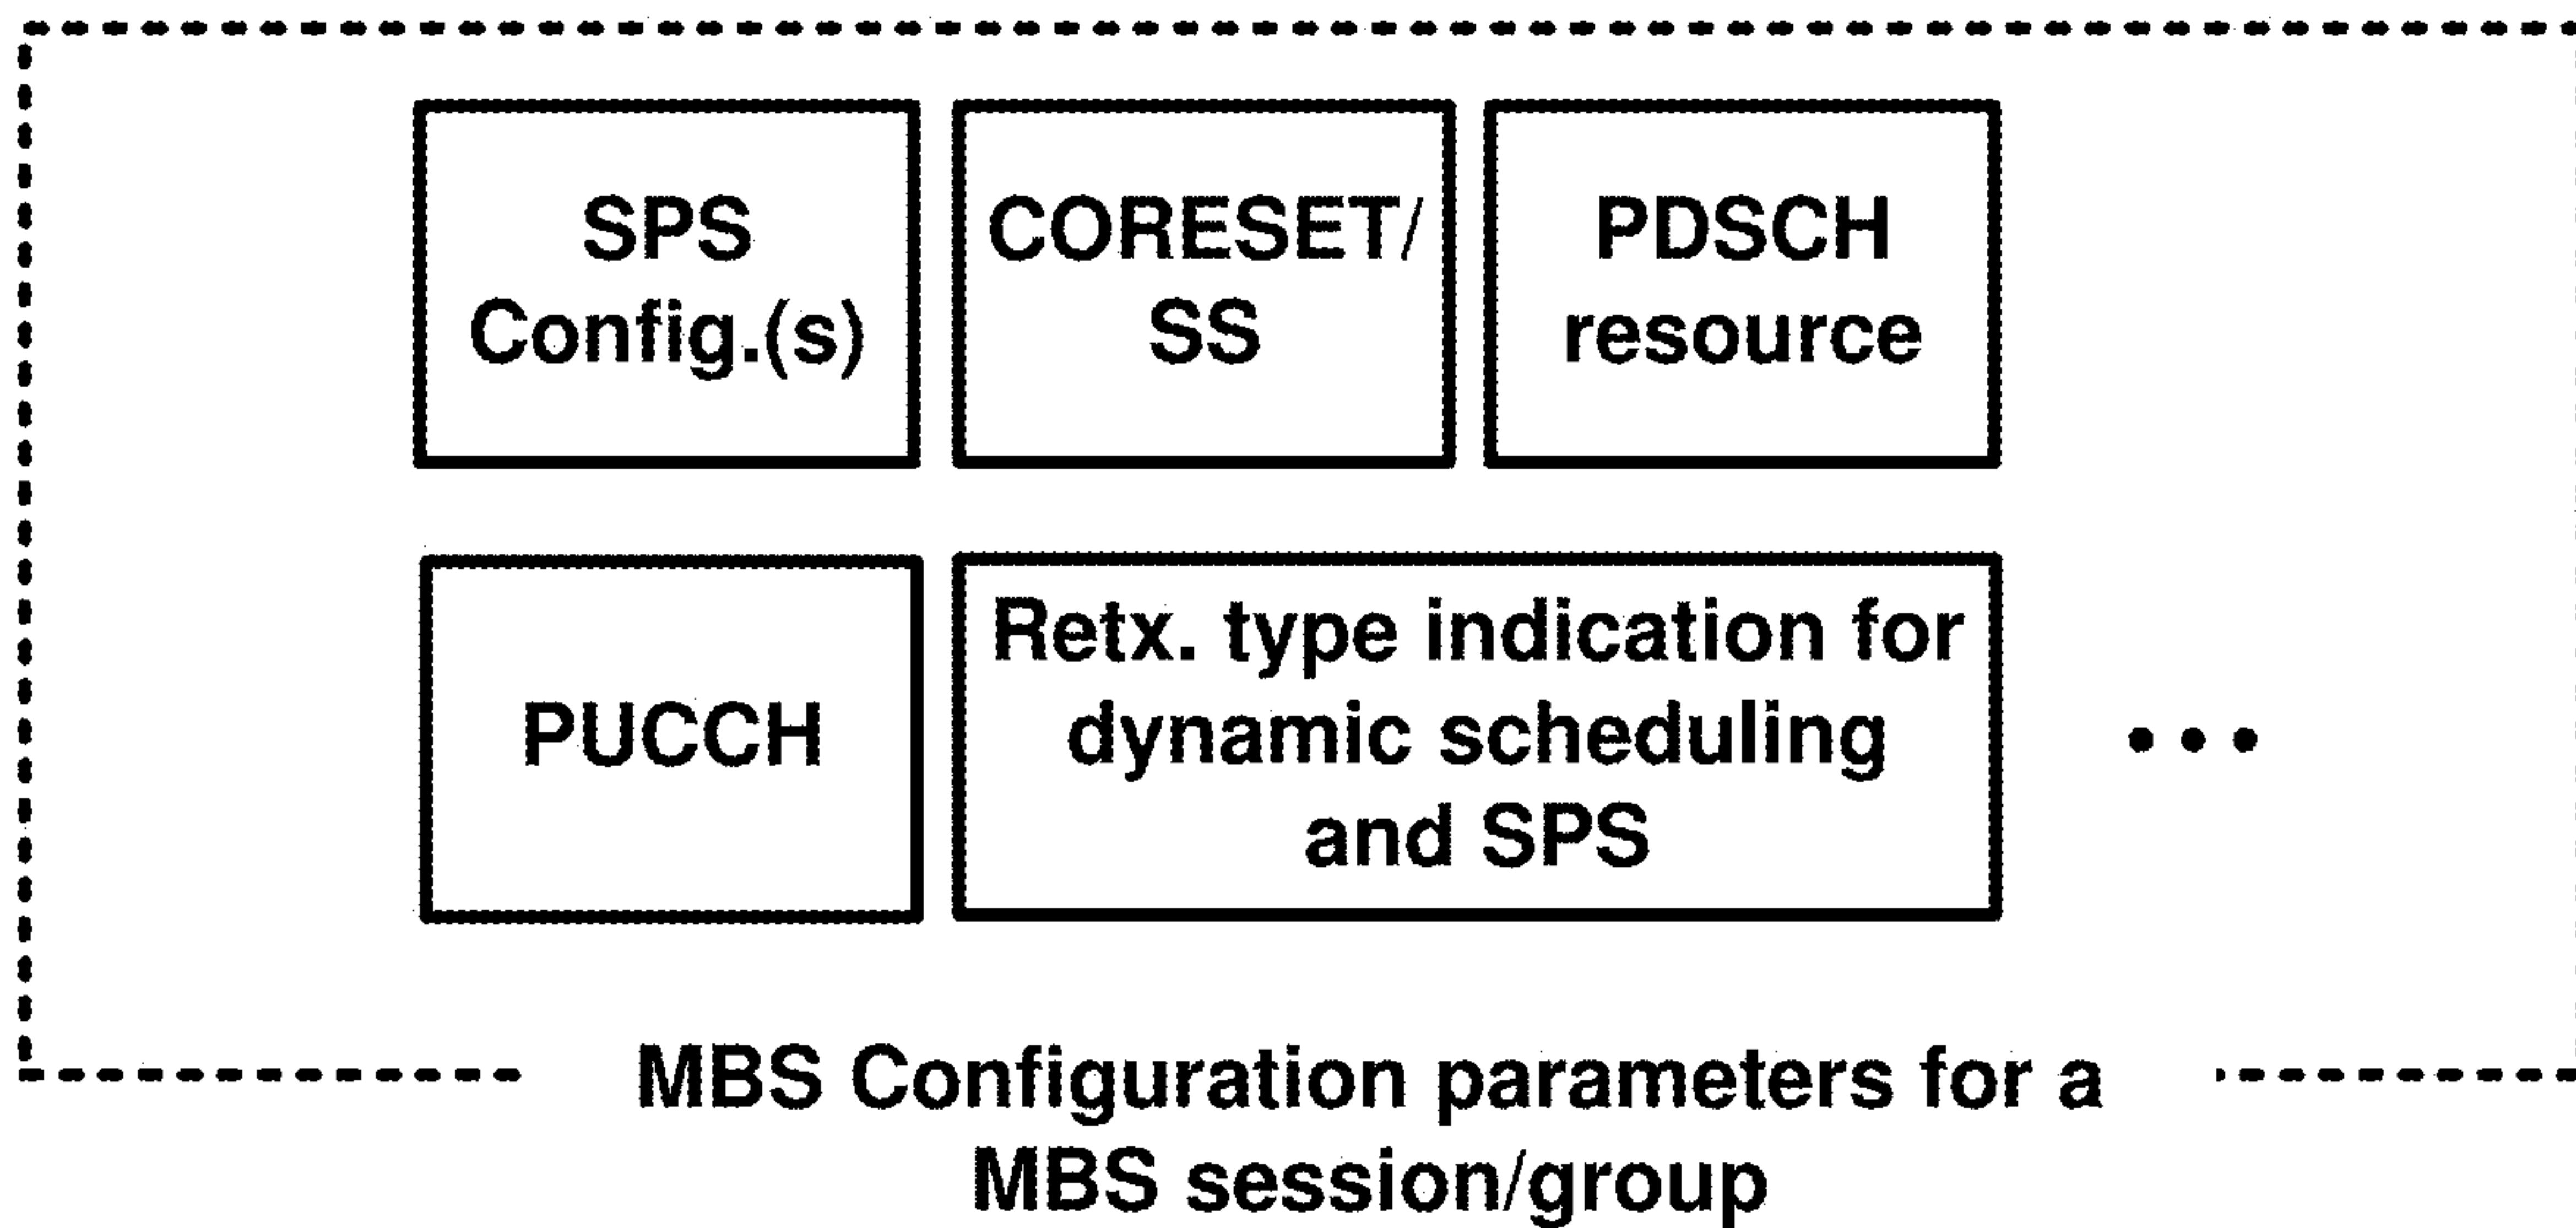 SPS
Config.(s)
CORESET/
SS
PDSCH
resource
PUCCH
Retx. type indication for
dynamic scheduling
and SPS
...
MBS Configuration parameters for a
MBS session/group